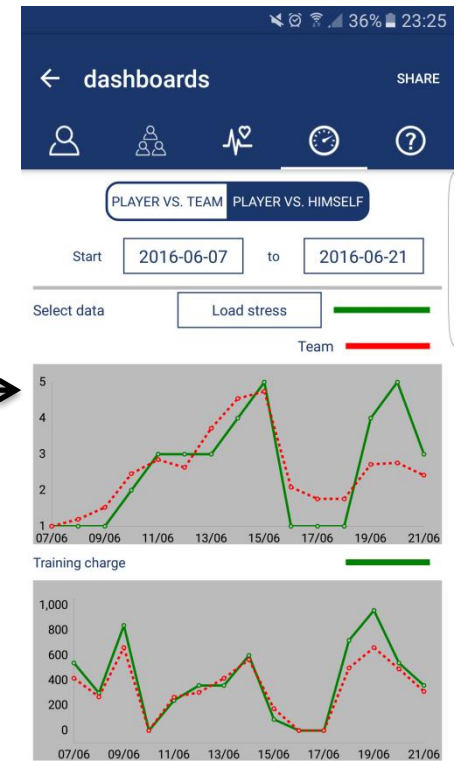 36% 23:25
dashboards SHARE
PLAYER VS. TEAM PLAYER VS. HIMSELF
Start 2016-06-07 to 2016-06-21
Select data Load stress
Team
5
4
3
2
1
07/06 09/06 11/06 13/06 15/06 17/06 19/06 21/06
Training charge
1,000
800
600
400
200
0
07/06 09/06 11/06 13/06 15/06 17/06 19/06 21/06